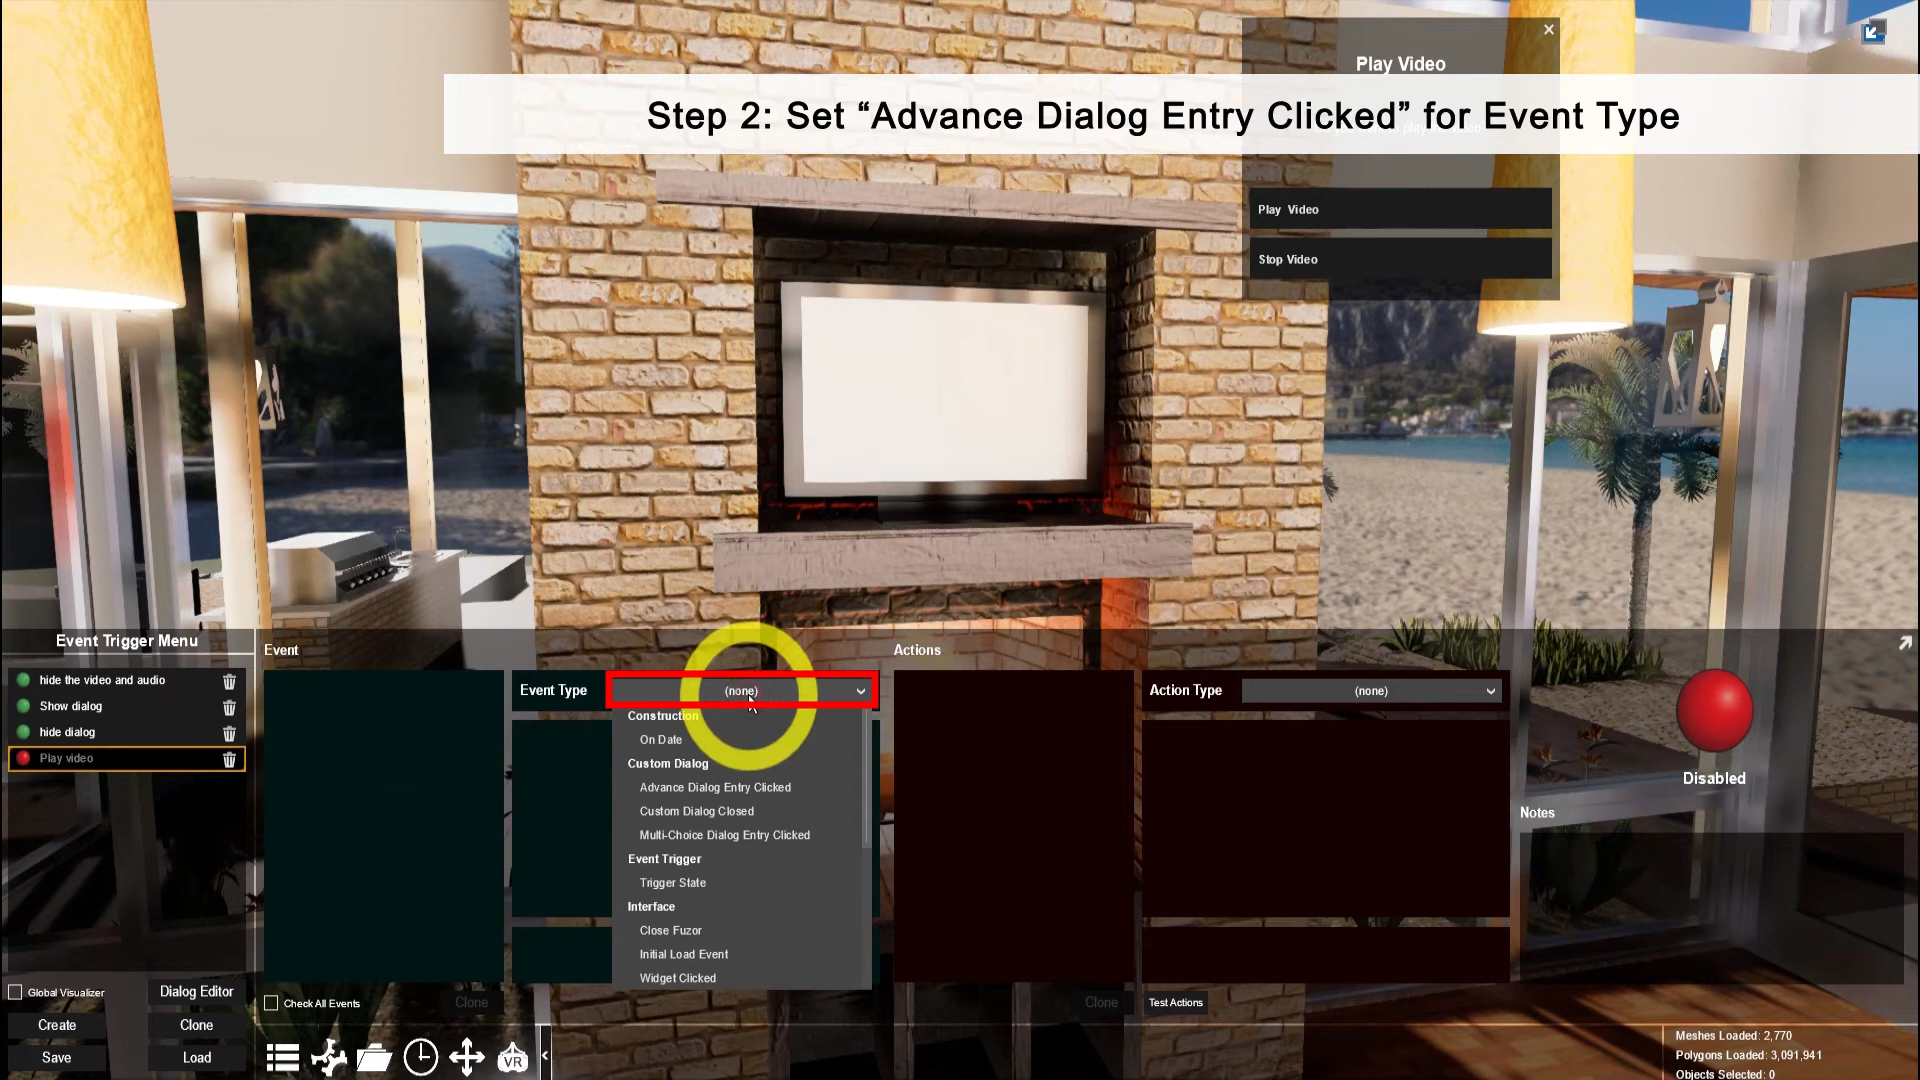 Play Video
Step 2: Set “Advance Dialog Entry Clicked” for Event Type
Play Video
Stop Video
Event Trigger Menu
hide the video and audio
Show dialog
hide dialog
Play video
Global Visualizer
Dialog Editor
Create
Clone
Save
Load
Event
Event Type
(none)
Construction
On Date
Custom Dialog
Advance Dialog Entry Clicked
Custom Dialog Closed
Multi-Choice Dialog Entry Clicked
Event Trigger
Trigger State
Interface
Close Fuzor
Initial Load Event
Widget Clicked
Check All Events
Clone
VR
Actions
Action Type
(none)
Clone
Test Actions
Disabled
Notes
Meshes Loaded: 2,770
Polygons Loaded: 3,091,941
Objects Selected: 0